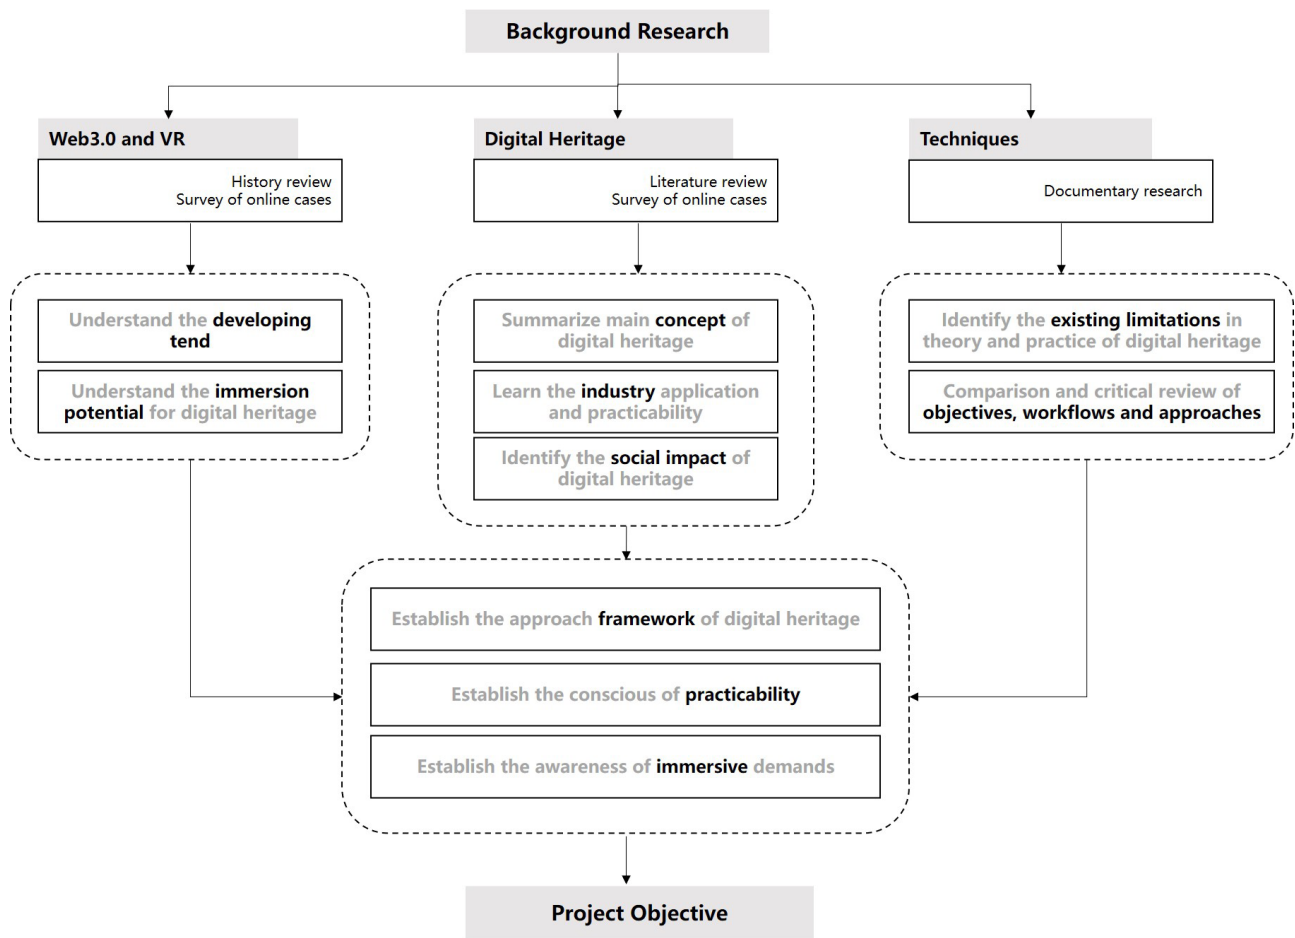 Background Research
Web3.0 and VR
History review
Survey of online cases
Understand the developing
tend
Understand the immersion
potential for digital heritage
Digital Heritage
Literature review
Survey of online cases
Summarize main concept of
digital heritage
Learn the industry application
and practicability
Identify the social impact of
digital heritage
Techniques
Documentary research
Identify the existing limitations in
theory and practice of digital heritage
Comparison and critical review of
objectives, workflows and approaches
Establish the approach framework of digital heritage
Establish the conscious of practicability
Establish the awareness of immersive demands
Project Objective